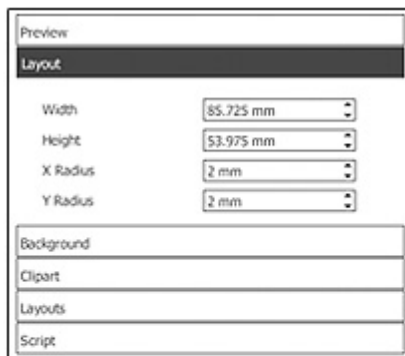 Preview
Layout
Width 85.725 mm
Height 53.975 mm
X Radius 2 mm
Y Radius 2 mm
Background
Clipart
Layouts
Script